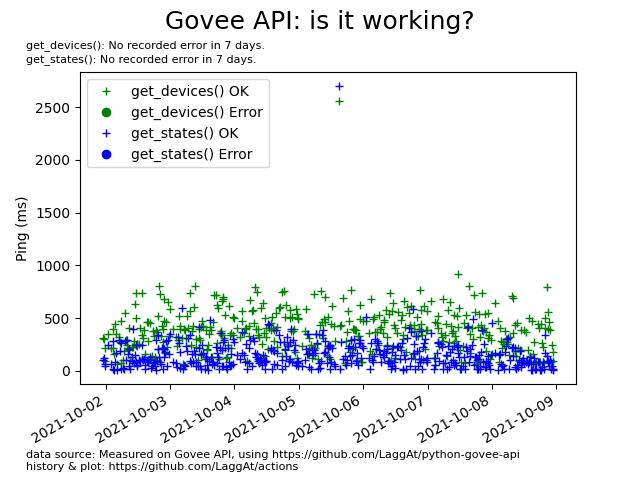 Govee API: is it working?
get_devices(): No recorded error in 7 days.
get_states(): No recorded error in 7 days.
get_devices() OK
get_devices() Error
get_states() OK
get_states() Error
Ping (ms)
2500
2000
1500
1000
500
0
2021-10-02
2021-10-03
2021-10-04
2021-10-05
2021-10-06
2021-10-07
2021-10-08
2021-10-09
data source: Measured on Govee API, using https://github.com/LaggAt/python-govee-api
history & plot: https://github.com/LaggAt/actions